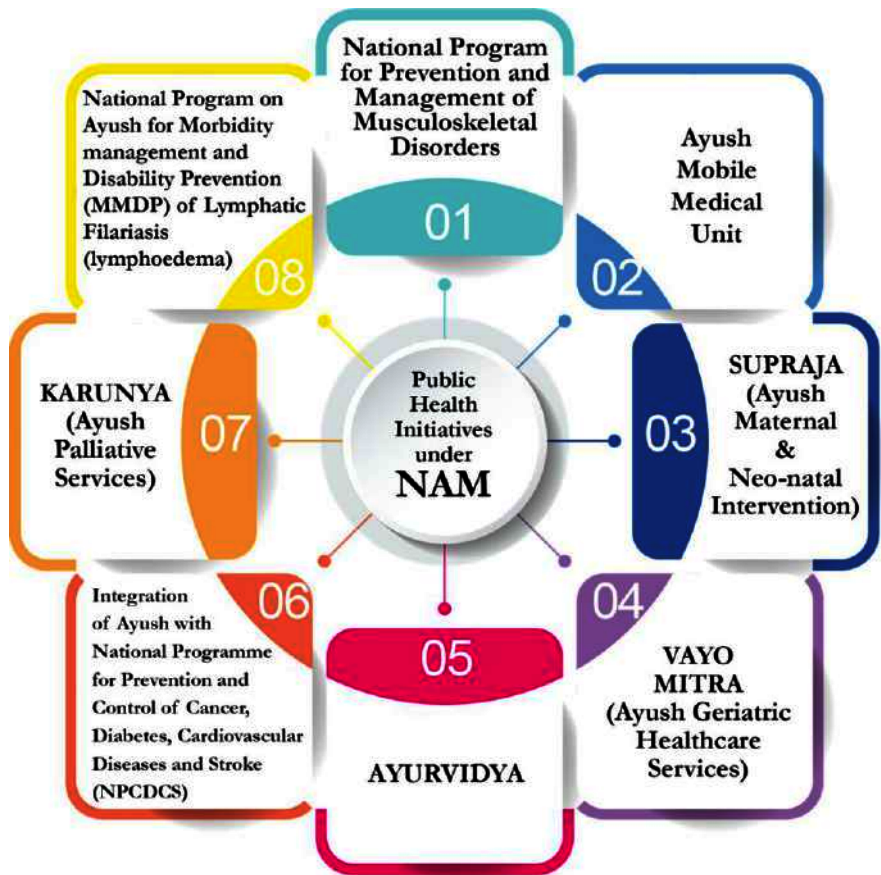 Public
Health
Initiatives
under
NAM
National Program
for Prevention and
Management of
Musculoskeletal
Disorders
01
Ayush
Mobile
Medical
Unit
02
SUPRAJA
(Ayush
Maternal
&
Neo-natal
Intervention)
03
VAYO
MITRA
(Ayush Geriatric
Healthcare
Services)
04
AYURVIDYA
05
Integration
of Ayush with
National Programme
for Prevention and
Control of Cancer,
Diabetes, Cardiovascular
Diseases and Stroke
(NPCDCS)
06
KARUNYA
(Ayush
Palliative
Services)
07
National Program on
Ayush for Morbidity
management and
Disability Prevention
(MMDP) of Lymphatic
Filariasis
(lymphoedema)
08